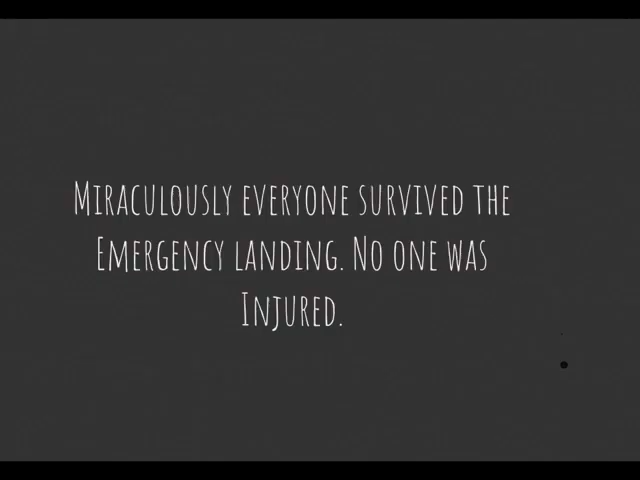 Miraculously everyone survived the
Emergency landing. No one was
Injured.